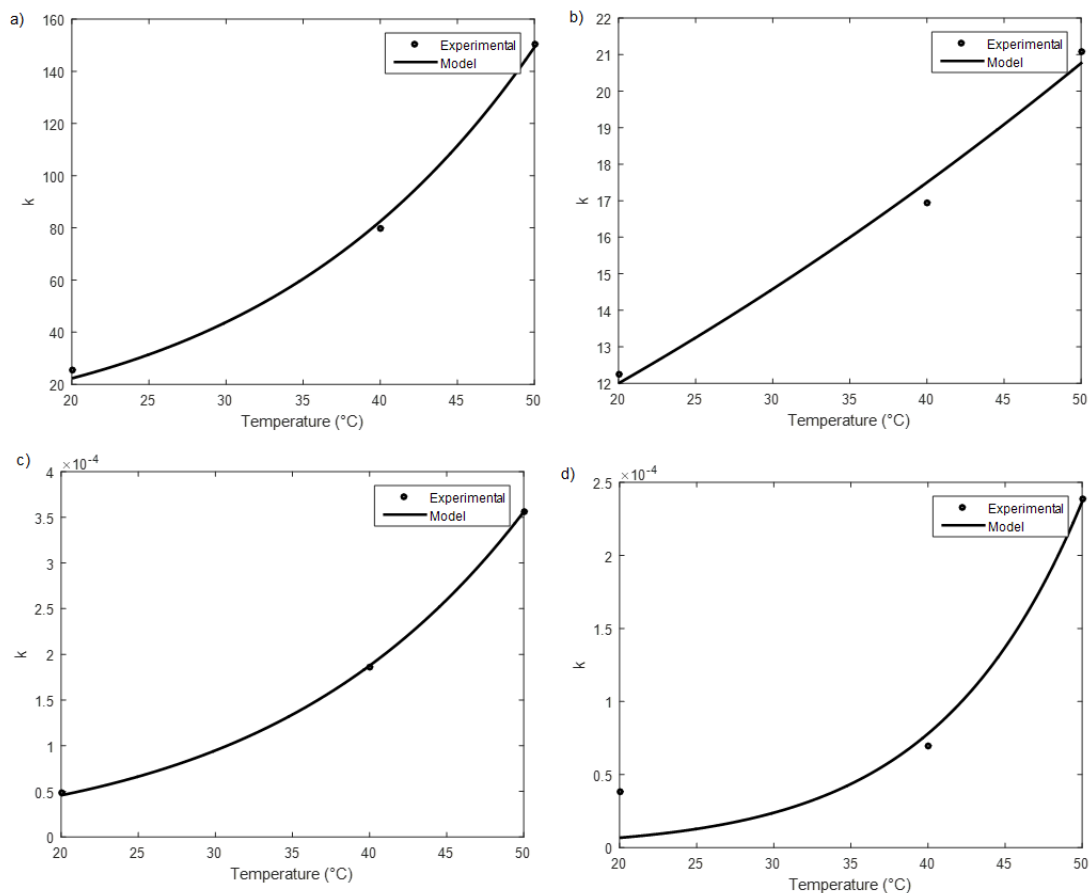 a)
160
140
120
100
80
60
40
20
k
20 25 30 35 40 45 50
Temperature (°C)
Experimental
Model
b)
22
21
20
19
18
17
16
15
14
13
12
k
20 25 30 35 40 45 50
Temperature (°C)
Experimental
Model
c)
×10⁻⁴
4
3.5
3
2.5
2
1.5
1
0.5
0
k
20 25 30 35 40 45 50
Temperature (°C)
Experimental
Model
d)
×10⁻⁴
2.5
2
1.5
1
0.5
0
k
20 25 30 35 40 45 50
Temperature (°C)
Experimental
Model